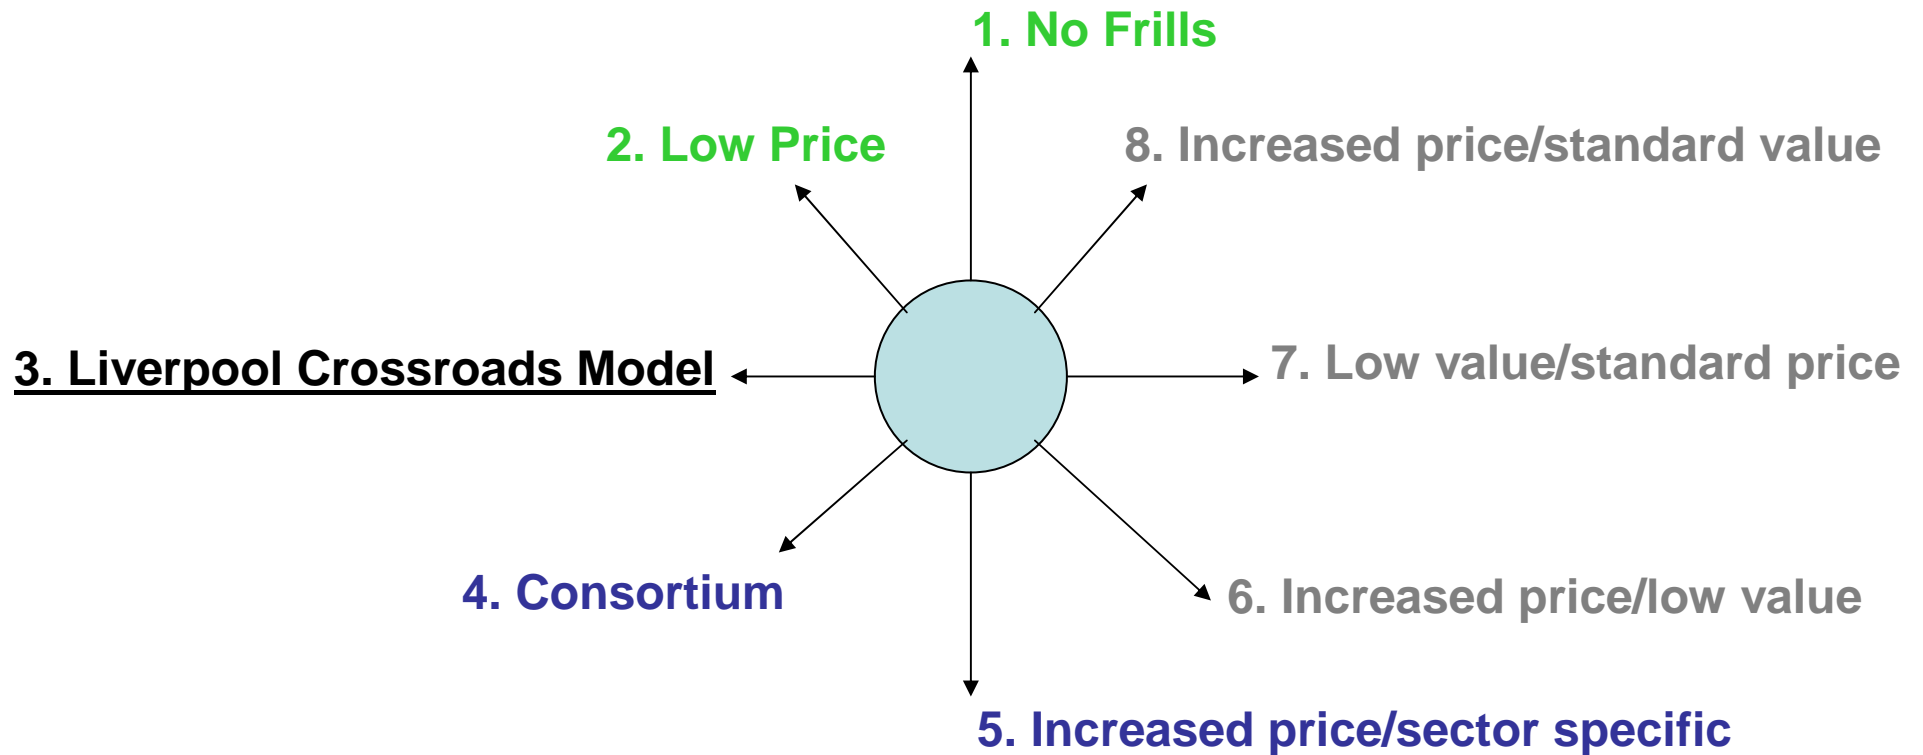 1. No Frills
2. Low Price
8. Increased price/standard value
3. Liverpool Crossroads Model
7. Low value/standard price
4. Consortium
6. Increased price/low value
5. Increased price/sector specific